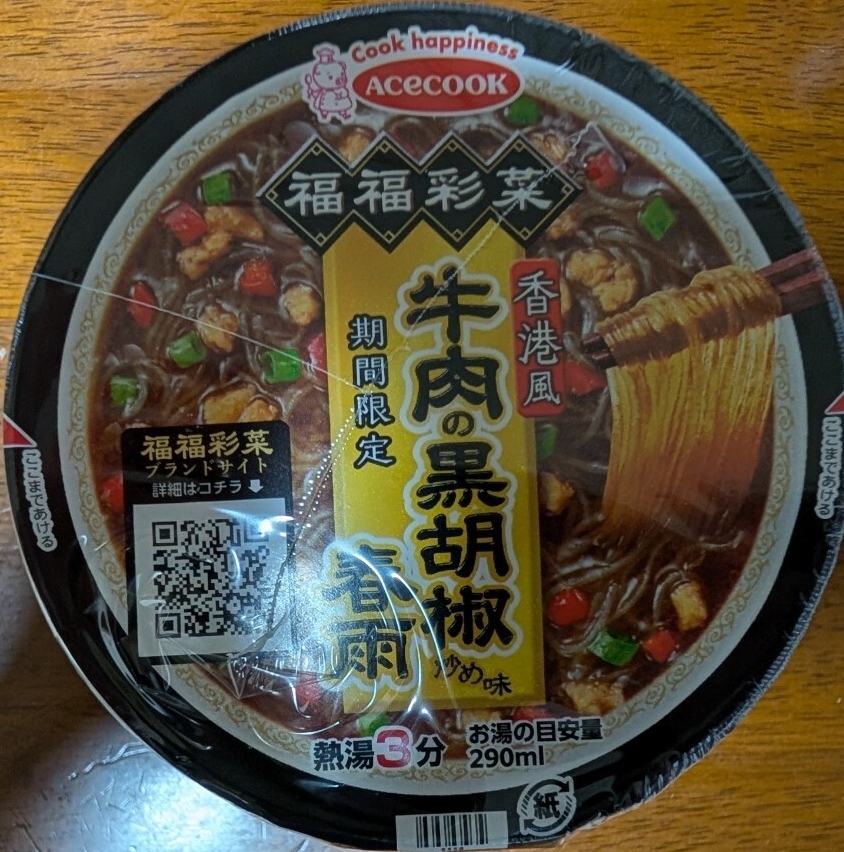 Cook happiness
ACECOOK
福福彩菜
香港風
牛肉の黒胡椒
炒め味
春雨
期間限定
福福彩菜
ブランドサイト
詳細はコチラ
ここまであける
ここまであける
熱湯3分
お湯の目安量
290ml
紙